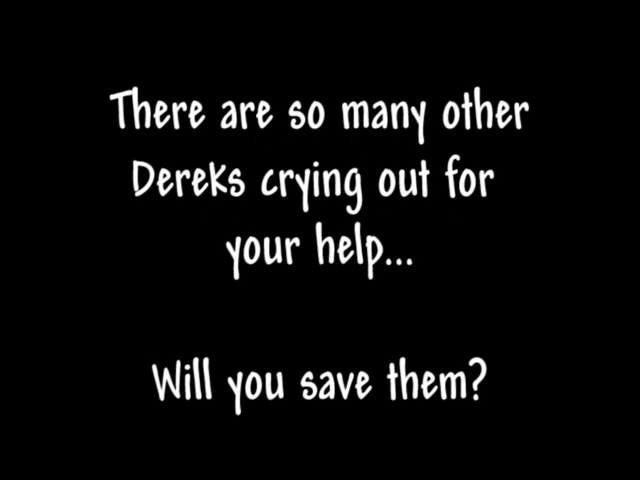 There are so many other
Dereks crying out for
your help...
Will you save them?